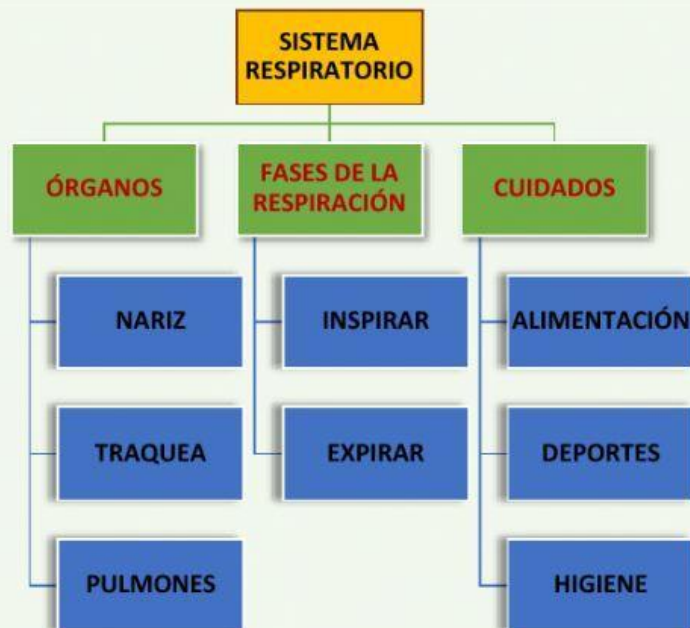 SISTEMA
RESPIRATORIO
ÓRGANOS
FASES DE LA
RESPIRACIÓN
CUIDADOS
NARIZ
INSPIRAR
ALIMENTACIÓN
TRAQUEA
EXPIRAR
DEPORTES
PULMONES
HIGIENE